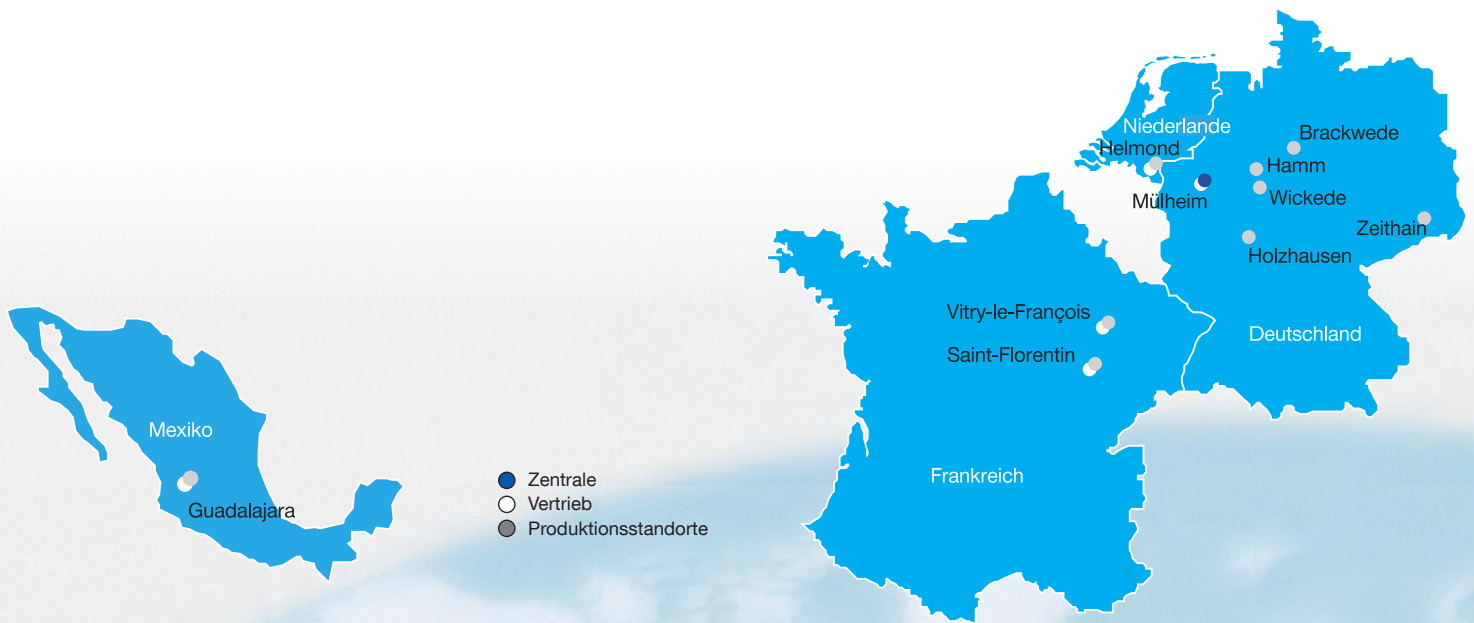 Niederlande
Helmond
Brackwede
Hamm
Mülheim
Wickede
Zeithain
Holzhausen
Vitry-le-François
Deutschland
Saint-Florentin
Frankreich
Mexiko
Guadalajara
Zentrale
Vertrieb
Produktionsstandorte